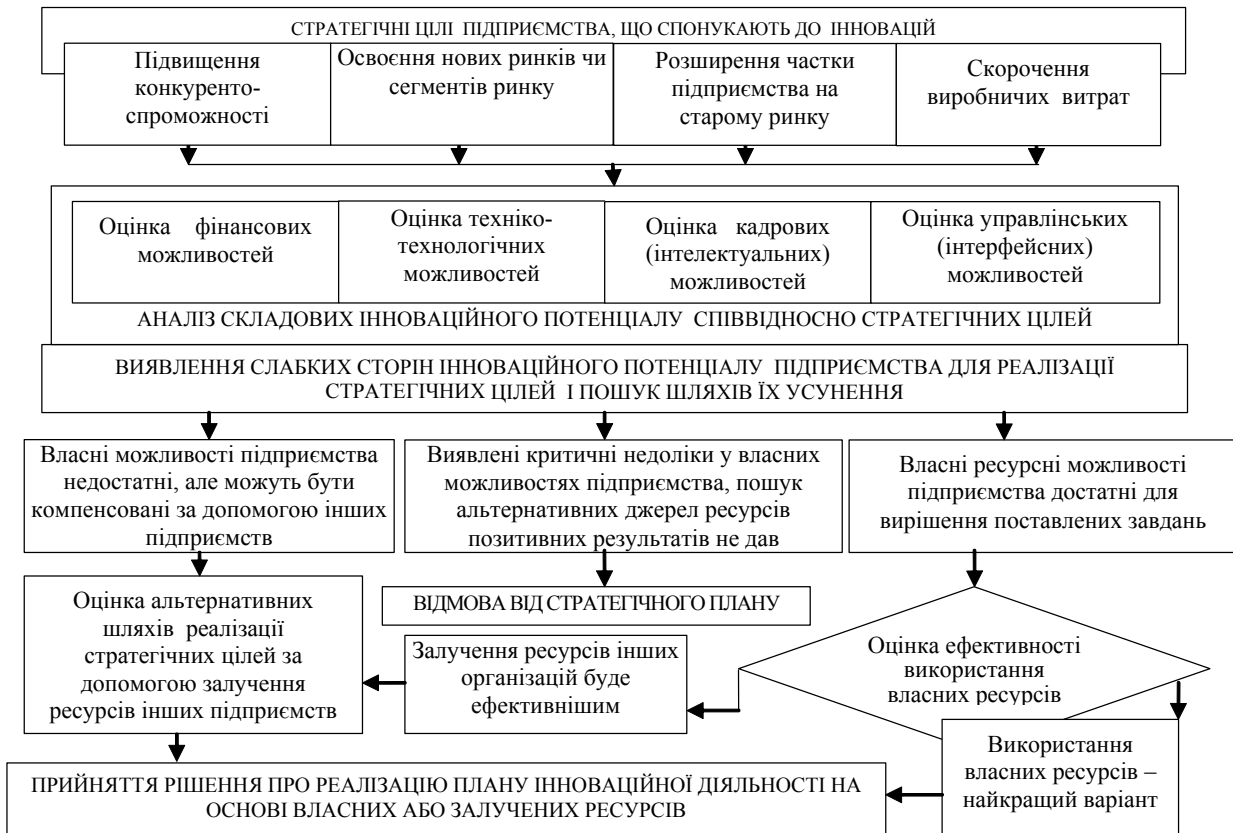 СТРАТЕГІЧНІ ЦІЛІ ПІДПРИЄМСТВА, ЩО СПОНУКАЮТЬ ДО ІННОВАЦІЙ
Підвищення
конкуренто-
спроможності
Освоєння нових ринків чи
сегментів ринку
Розширення частки
підприємства на
старому ринку
Скорочення
виробничих витрат
Оцінка фінансових
можливостей
Оцінка техніко-
технологічних
можливостей
Оцінка кадрових
(інтелектуальних)
можливостей
Оцінка управлінських
(інтерфейсних)
можливостей
АНАЛІЗ СКЛАДОВИХ ІННОВАЦІЙНОГО ПОТЕНЦІАЛУ СПІВВІДНОСНО СТРАТЕГІЧНИХ ЦІЛЕЙ
ВИЯВЛЕННЯ СЛАБКИХ СТОРІН ІННОВАЦІЙНОГО ПОТЕНЦІАЛУ ПІДПРИЄМСТВА ДЛЯ РЕАЛІЗАЦІЇ
СТРАТЕГІЧНИХ ЦІЛЕЙ І ПОШУК ШЛЯХІВ ЇХ УСУНЕННЯ
Власні можливості підприємства
недостатні, але можуть бути
компенсовані за допомогою інших
підприємств
Виявлені критичні недоліки у власних
можливостях підприємства, пошук
альтернативних джерел ресурсів
позитивних результатів не дав
Власні ресурсні можливості
підприємства достатні для
вирішення поставлених завдань
Оцінка альтернативних
шляхів реалізації
стратегічних цілей за
допомогою залучення
ресурсів інших підприємств
ВІДМОВА ВІД СТРАТЕГІЧНОГО ПЛАНУ
Залучення ресурсів інших
організацій буде
ефективнішим
Оцінка ефективності
використання
власних ресурсів
Використання
власних ресурсів –
найкращий варіант
ПРИЙНЯТТЯ РІШЕННЯ ПРО РЕАЛІЗАЦІЮ ПЛАНУ ІННОВАЦІЙНОЇ ДІЯЛЬНОСТІ НА
ОСНОВІ ВЛАСНИХ АБО ЗАЛУЧЕНИХ РЕСУРСІВ